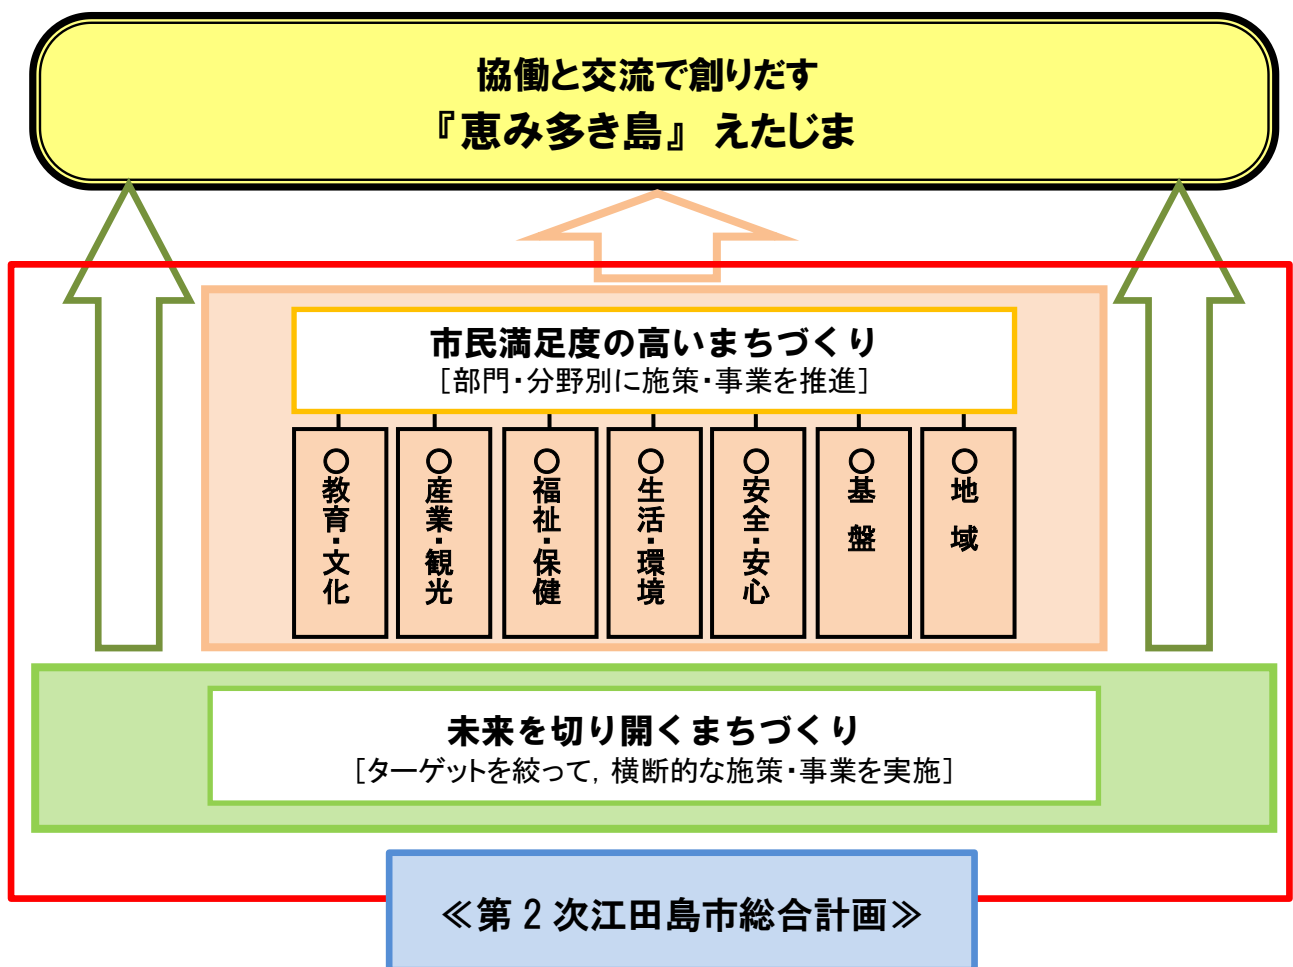 協働と交流で創りだす
『恵み多き島』 えたじま
市民満足度の高いまちづくり
[部門・分野別に施策・事業を推進]
○教育・文化
○産業・観光
○福祉・保健
○生活・環境
○安全・安心
○基 盤
○地 域
未来を切り開くまちづくり
[ターゲットを絞って, 横断的な施策・事業を実施]
≪第２次江田島市総合計画≫